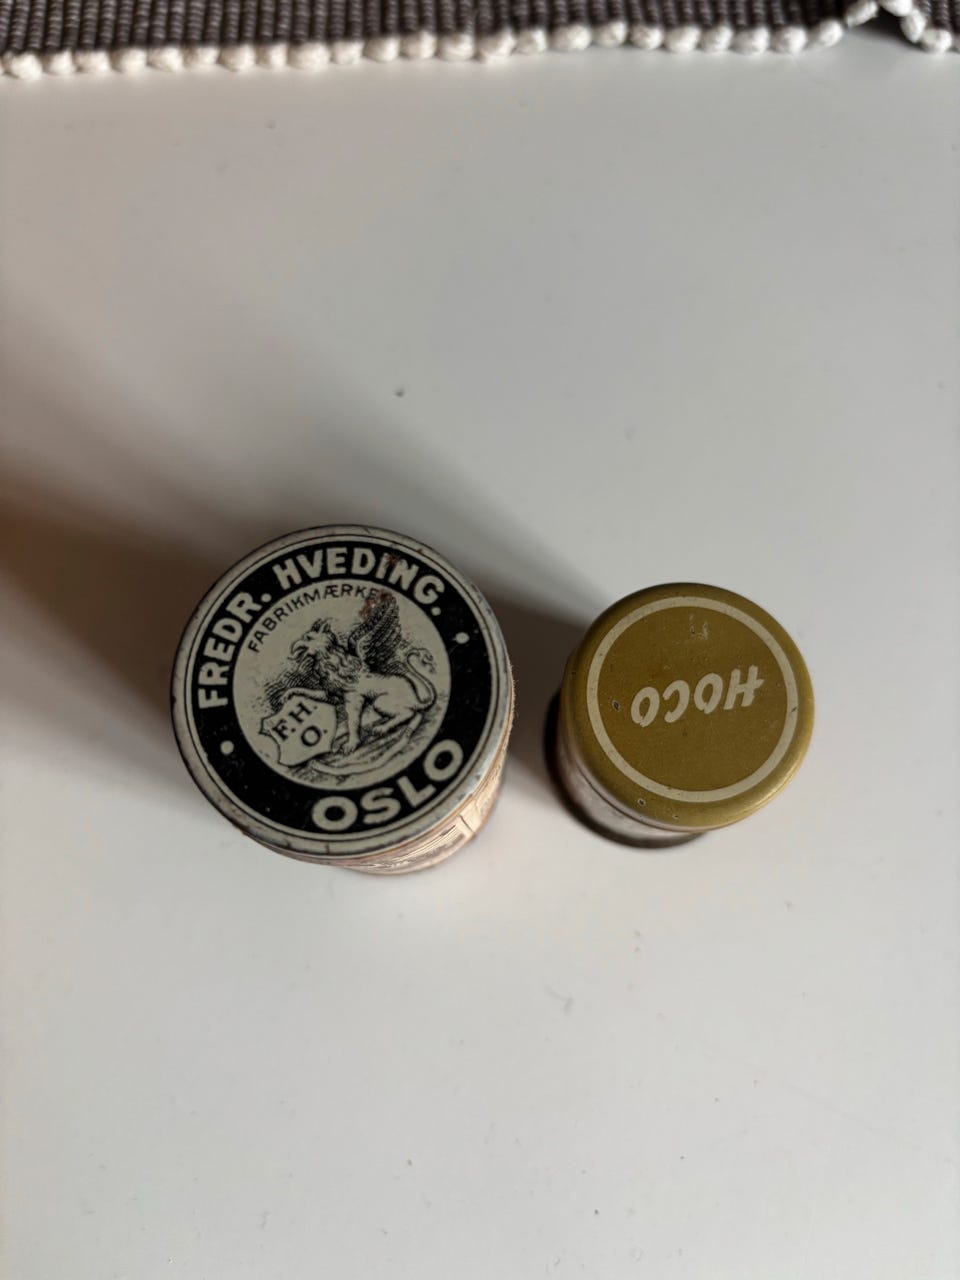 FREDR. HVEDING.
FABRIKMÆRKE
F.H.
O.
OSLO
HOCO